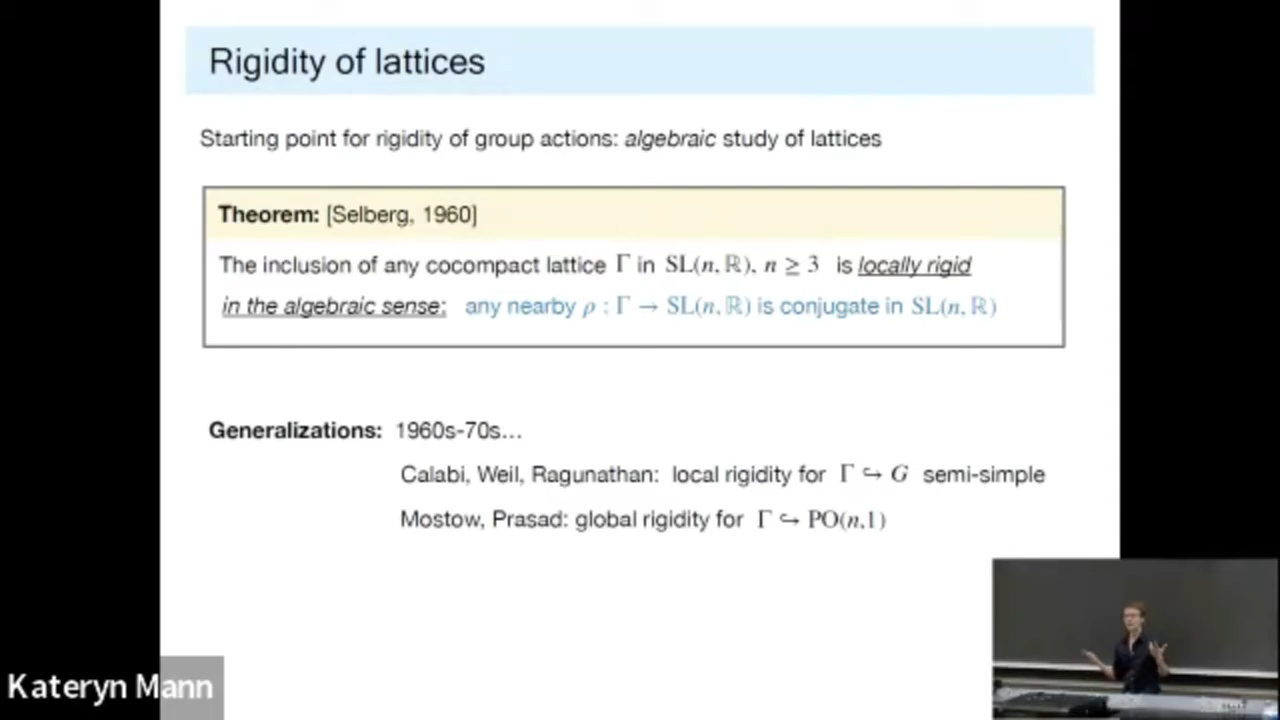 Rigidity of lattices
Starting point for rigidity of group actions: algebraic study of lattices
Theorem: [Selberg, 1960]
The inclusion of any cocompact lattice Γ in SL(n, ℝ), n ≥ 3 is locally rigid
in the algebraic sense: any nearby ρ : Γ → SL(n, ℝ) is conjugate in SL(n, ℝ)
Generalizations: 1960s-70s...
Calabi, Weil, Ragunathan: local rigidity for Γ ↪ G semi-simple
Mostow, Prasad: global rigidity for Γ ↪ PO(n,1)
Kateryn Mann